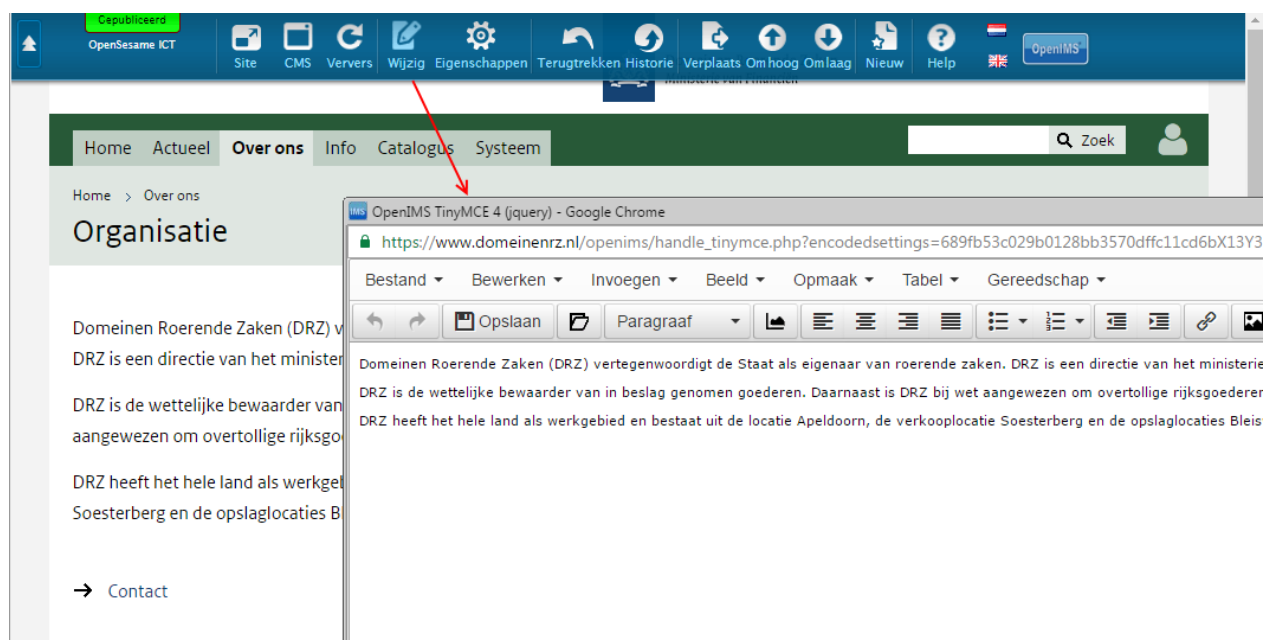 Gepubliceerd
OpenSesame ICT
Site CMS Ververs Wijzig Eigenschappen Terugtrekken Historie Verplaats Omhoog Omlaag Nieuw Help
OpenIMS
Ministerie van Financiën
Home Actueel Over ons Info Catalogus Systeem
Zoek
Home > Over ons
Organisatie
IMS OpenIMS TinyMCE 4 (jquery) - Google Chrome
https://www.domeinenrz.nl/openims/handle_tinymce.php?encodedsettings=689fb53c029b0128bb3570dffc11cd6bX13Y3
Bestand Bewerken Invoegen Beeld Opmaak Tabel Gereedschap
Opslaan Paragraaf
Domeinen Roerende Zaken (DRZ) v
DRZ is een directie van het minister
DRZ is de wettelijke bewaarder van
aangewezen om overtollige rijksgo
DRZ heeft het hele land als werkge
Soesterberg en de opslaglocaties B
Domeinen Roerende Zaken (DRZ) vertegenwoordigt de Staat als eigenaar van roerende zaken. DRZ is een directie van het ministerie
DRZ is de wettelijke bewaarder van in beslag genomen goederen. Daarnaast is DRZ bij wet aangewezen om overtollige rijksgoederen
DRZ heeft het hele land als werkgebied en bestaat uit de locatie Apeldoorn, de verkooplocatie Soesterberg en de opslaglocaties Bleis
→ Contact